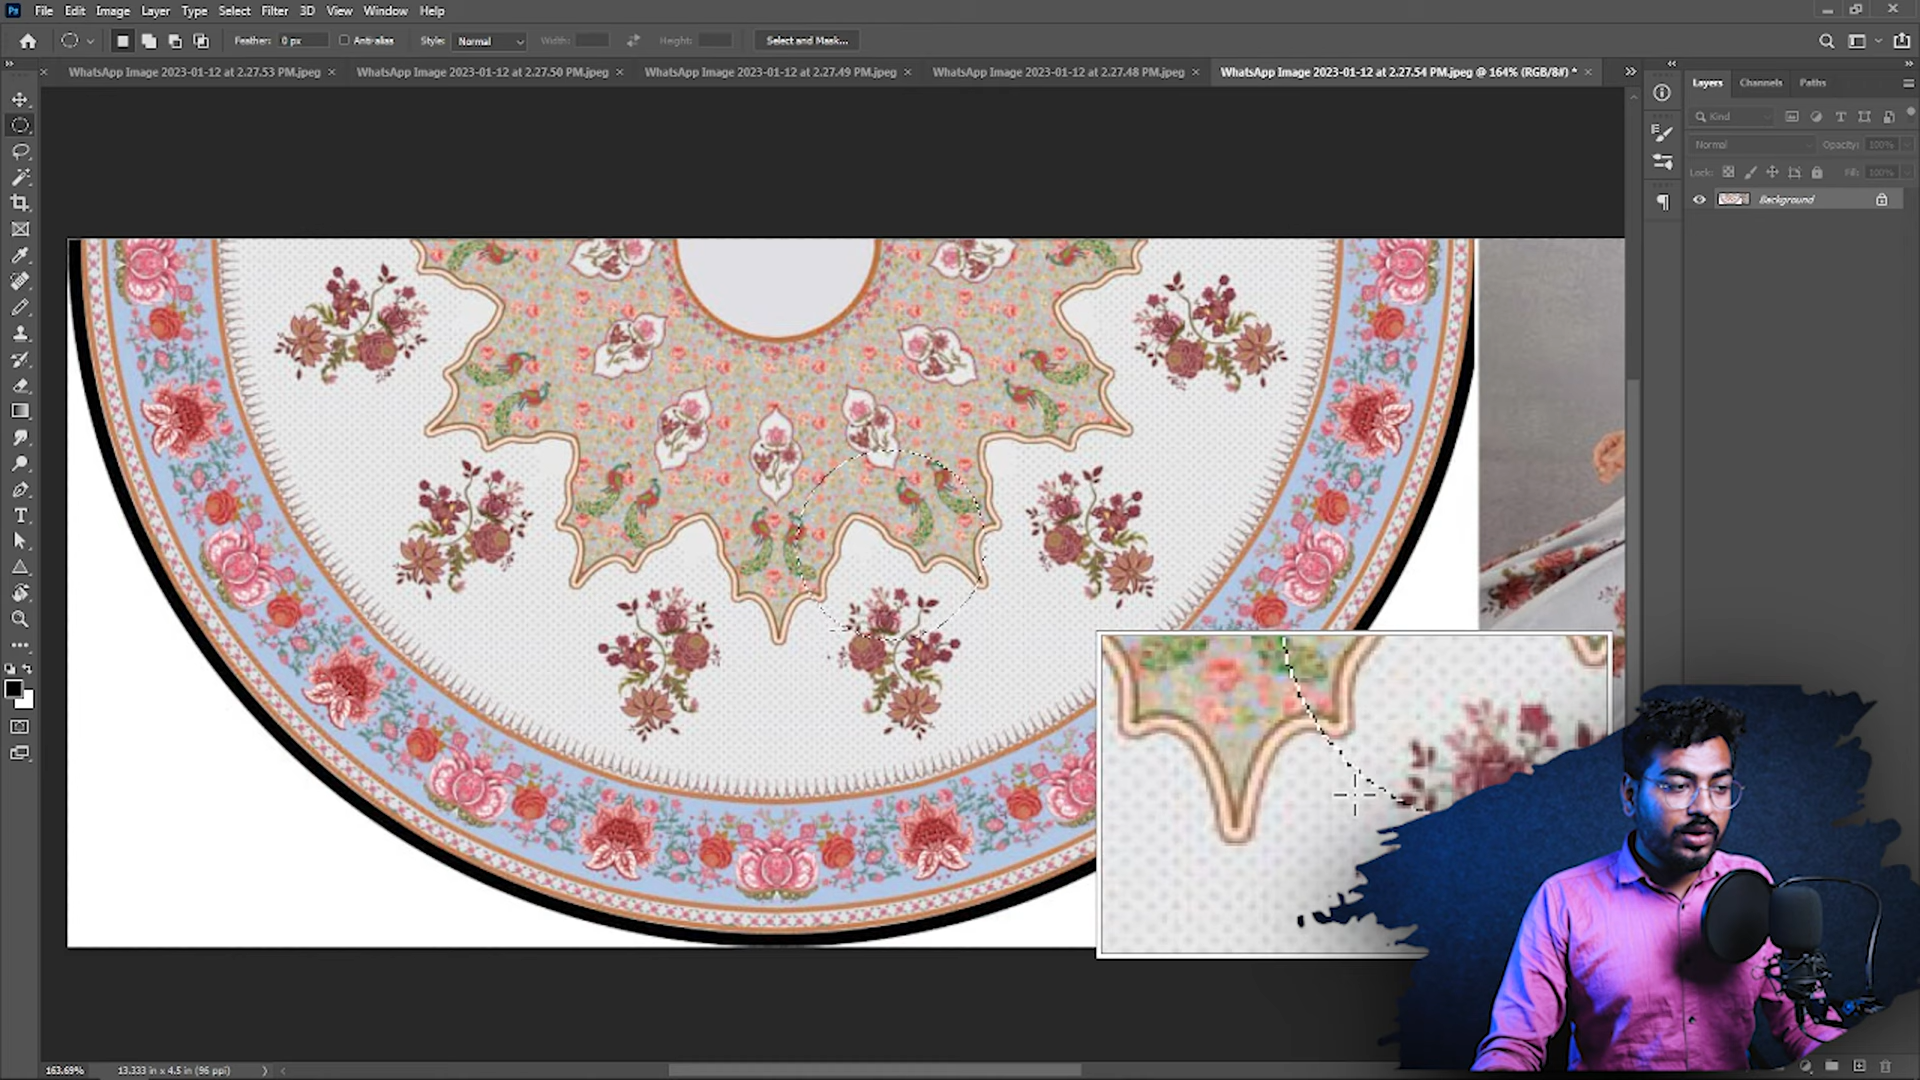 Ps File Edit Image Layer Type Select Filter 3D View Window Help
Feather: 0 px Anti-alias Style: Normal Width: Height: Select and Mask...
WhatsApp Image 2023-01-12 at 2.27.53 PM.jpeg WhatsApp Image 2023-01-12 at 2.27.50 PM.jpeg WhatsApp Image 2023-01-12 at 2.27.49 PM.jpeg WhatsApp Image 2023-01-12 at 2.27.48 PM.jpeg WhatsApp Image 2023-01-12 at 2.27.54 PM.jpeg @ 164% (RGB/8#) *
Layers Channels Paths
Kind
Normal Opacity: 100%
Lock: Fill: 100%
Background
163.69% 13.333 in x 4.5 in (96 ppi)